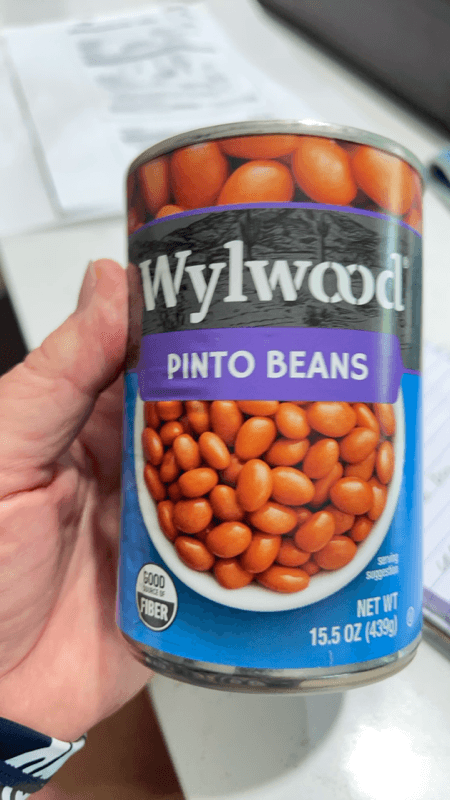 Wylwood®
PINTO BEANS
serving
suggestion
GOOD
SOURCE OF
FIBER
NET WT
15.5 OZ (439g)